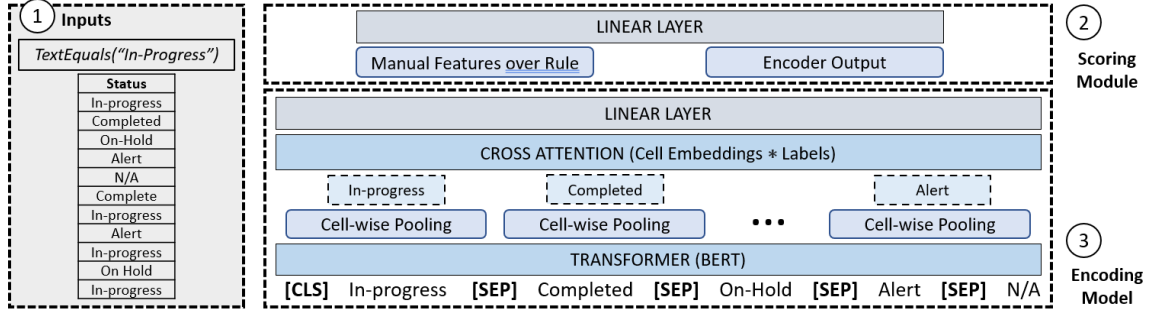 1 Inputs
TextEquals("In-Progress")
Status
In-progress
Completed
On-Hold
Alert
N/A
Complete
In-progress
Alert
In-progress
On Hold
In-progress
LINEAR LAYER
Manual Features over Rule
Encoder Output
2
Scoring
Module
LINEAR LAYER
CROSS ATTENTION (Cell Embeddings * Labels)
In-progress Completed Alert
Cell-wise Pooling Cell-wise Pooling ••• Cell-wise Pooling
TRANSFORMER (BERT)
[CLS] In-progress [SEP] Completed [SEP] On-Hold [SEP] Alert [SEP] N/A
3
Encoding
Model